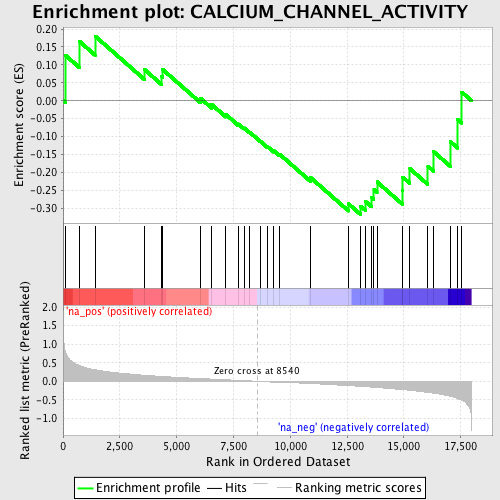 Enrichment plot: CALCIUM_CHANNEL_ACTIVITY
Enrichment score (ES)
0.20
0.15
0.10
0.05
0.00
-0.05
-0.10
-0.15
-0.20
-0.25
-0.30
'na_pos' (positively correlated)
Ranked list metric (PreRanked)
2.0
1.5
1.0
0.5
0.0
-0.5
-1.0
Zero cross at 8540
'na_neg' (negatively correlated)
0 2,500 5,000 7,500 10,000 12,500 15,000 17,500
Rank in Ordered Dataset
Enrichment profile Hits Ranking metric scores